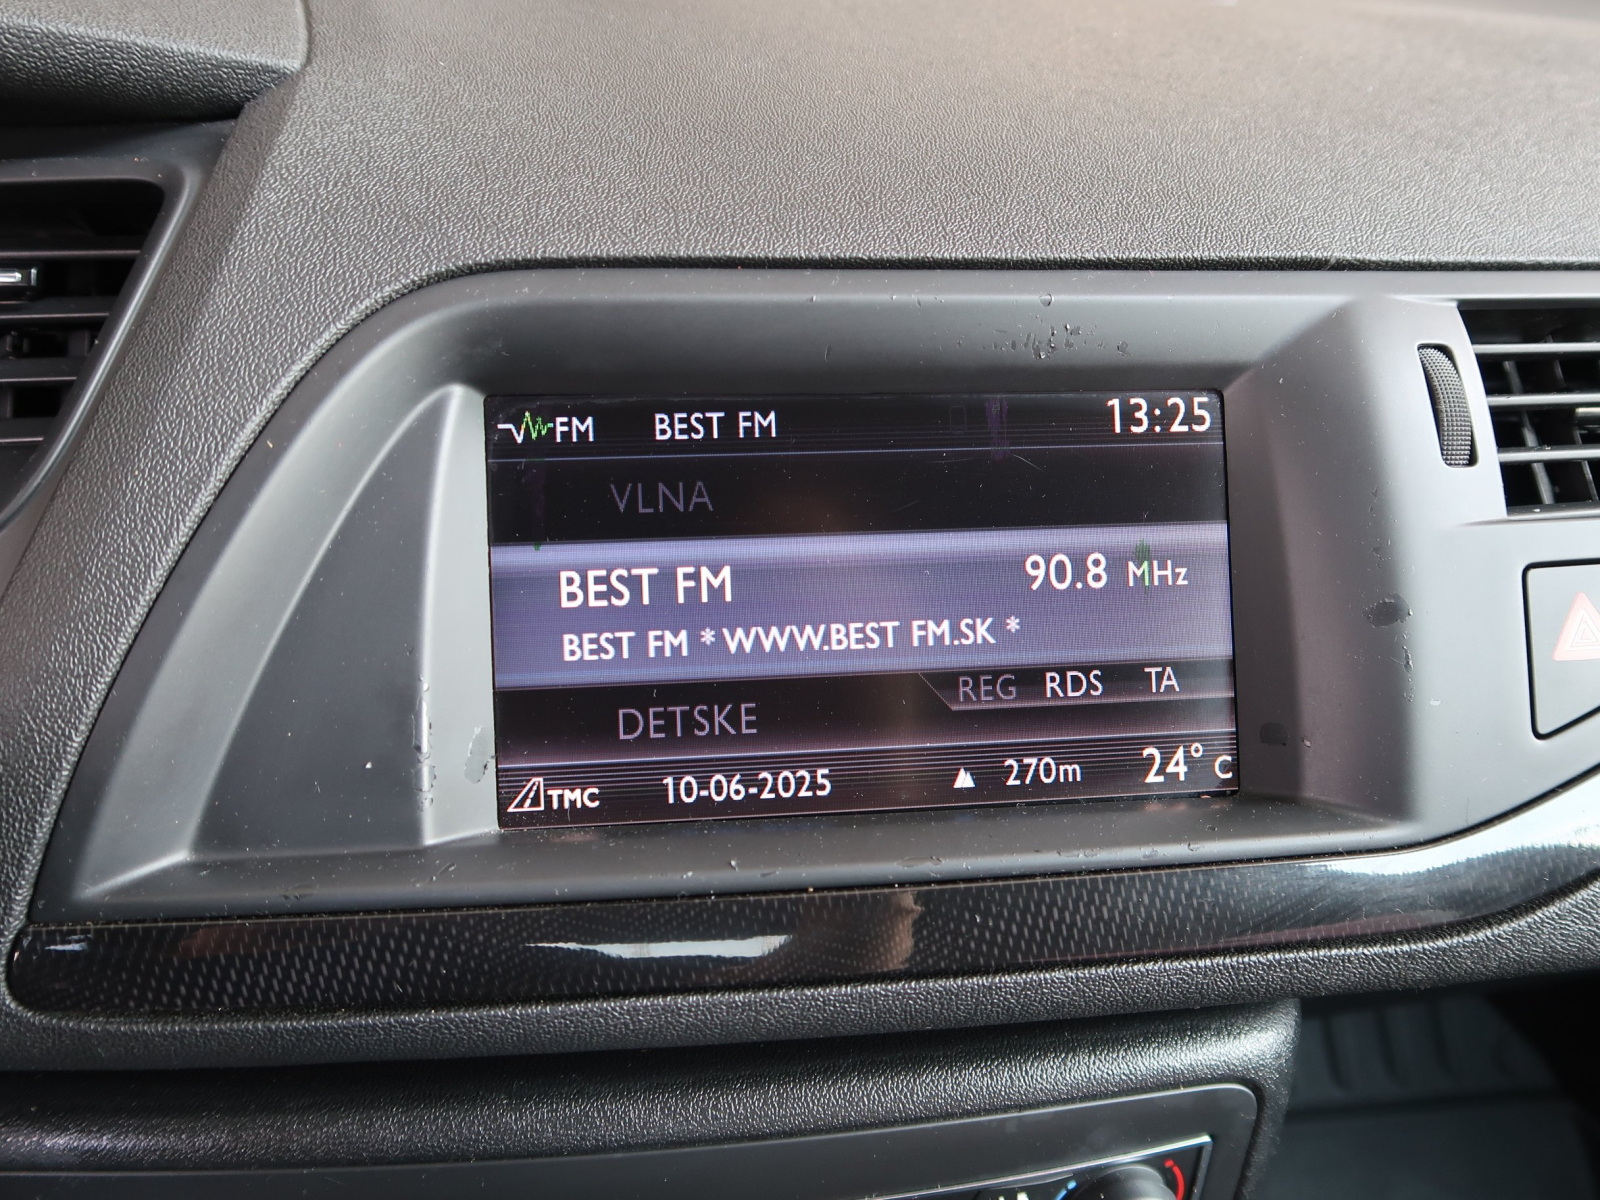 FM BEST FM 13:25
VLNA
BEST FM 90.8 MHz
BEST FM * WWW.BEST FM.SK *
REG RDS TA
DETSKE
TMC 10-06-2025 270m 24° C